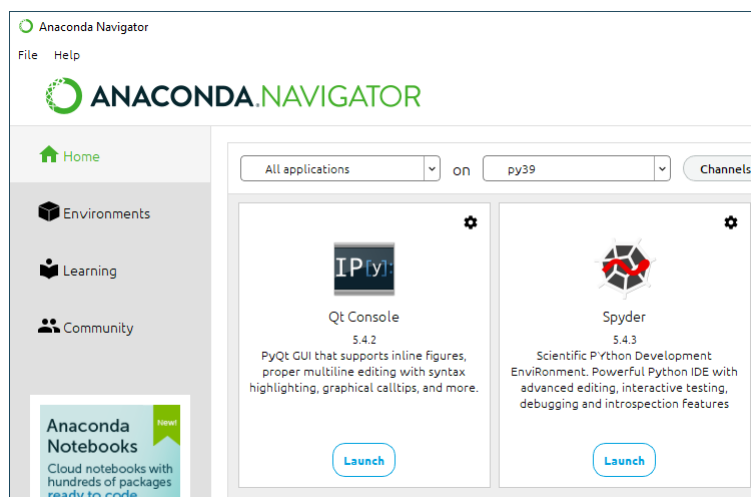 Anaconda Navigator
File Help
ANACONDA.NAVIGATOR
Home
Environments
Learning
Community
Anaconda
Notebooks
New!
Cloud notebooks with
hundreds of packages
ready to code
All applications on py39 Channels
IP[y]:
Qt Console
5.4.2
PyQt GUI that supports inline figures,
proper multiline editing with syntax
highlighting, graphical calltips, and more.
Launch
Spyder
5.4.3
Scientific PYthon Development
EnviRonment. Powerful Python IDE with
advanced editing, interactive testing,
debugging and introspection features
Launch